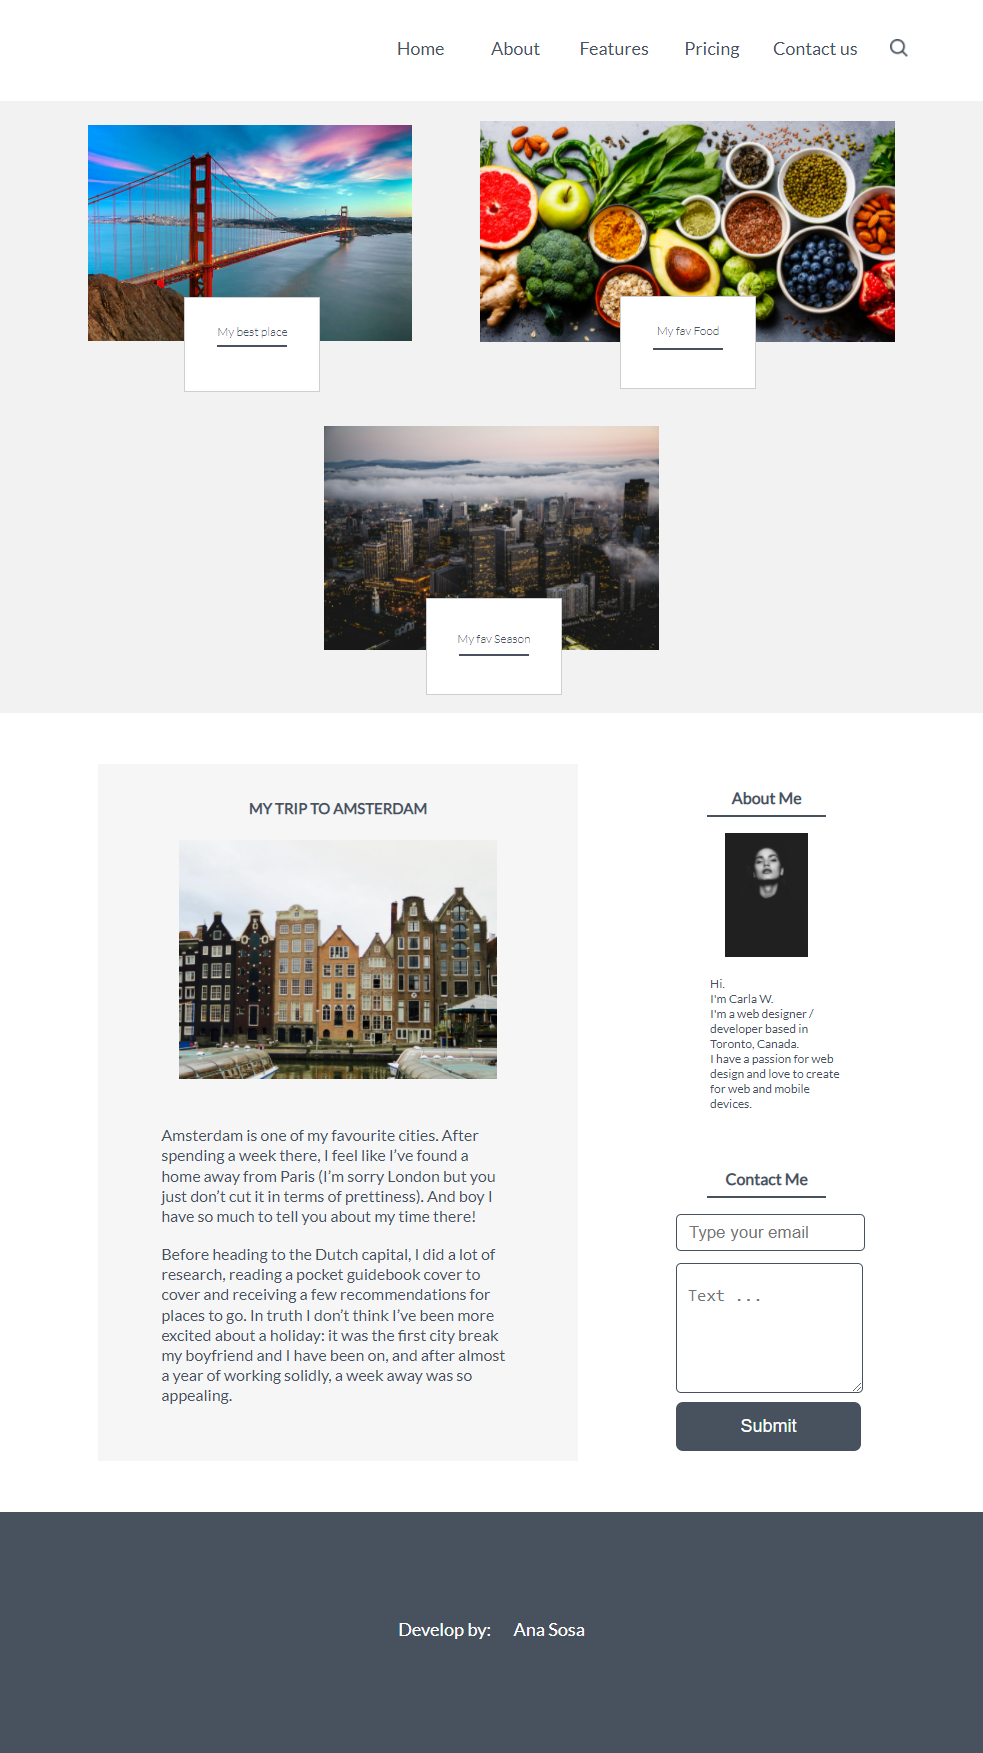 Home About Features Pricing Contact us
My best place
My fav Food
My fav Season
MY TRIP TO AMSTERDAM
Amsterdam is one of my favourite cities. After
spending a week there, I feel like I’ve found a
home away from Paris (I’m sorry London but you
just don’t cut it in terms of prettiness). And boy I
have so much to tell you about my time there!
Before heading to the Dutch capital, I did a lot of
research, reading a pocket guidebook cover to
cover and receiving a few recommendations for
places to go. In truth I don’t think I’ve been more
excited about a holiday: it was the first city break
my boyfriend and I have been on, and after almost
a year of working solidly, a week away was so
appealing.
About Me
Hi.
I'm Carla W.
I'm a web designer /
developer based in
Toronto, Canada.
I have a passion for web
design and love to create
for web and mobile
devices.
Contact Me
Type your email
Text ...
Submit
Develop by: Ana Sosa